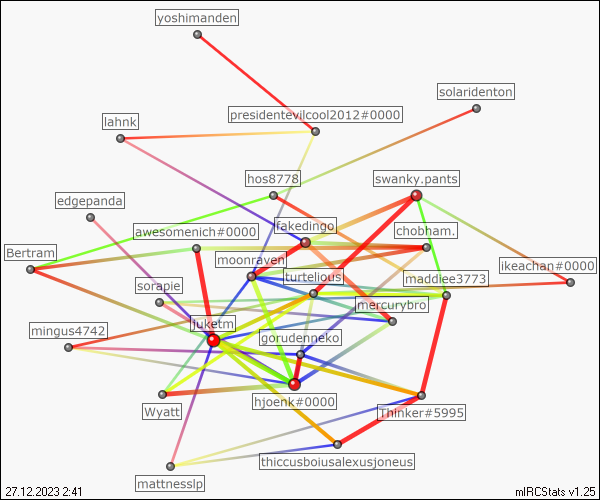 yoshimanden
solaridenton
presidentevilcool2012#0000
lahnk
hos8778
swanky.pants
edgepanda
fakedingo
awesomenich#0000
chobham.
Bertram
moonraven
ikeachan#0000
turtelious
maddiee3773
sorapie
mercurybro
juketm
mingus4742
gorudenneko
hjoenk#0000
Wyatt
Thinker#5995
thiccusboiusalexusjoneus
mattnesslp
27.12.2023 2:41
mIRCStats v1.25